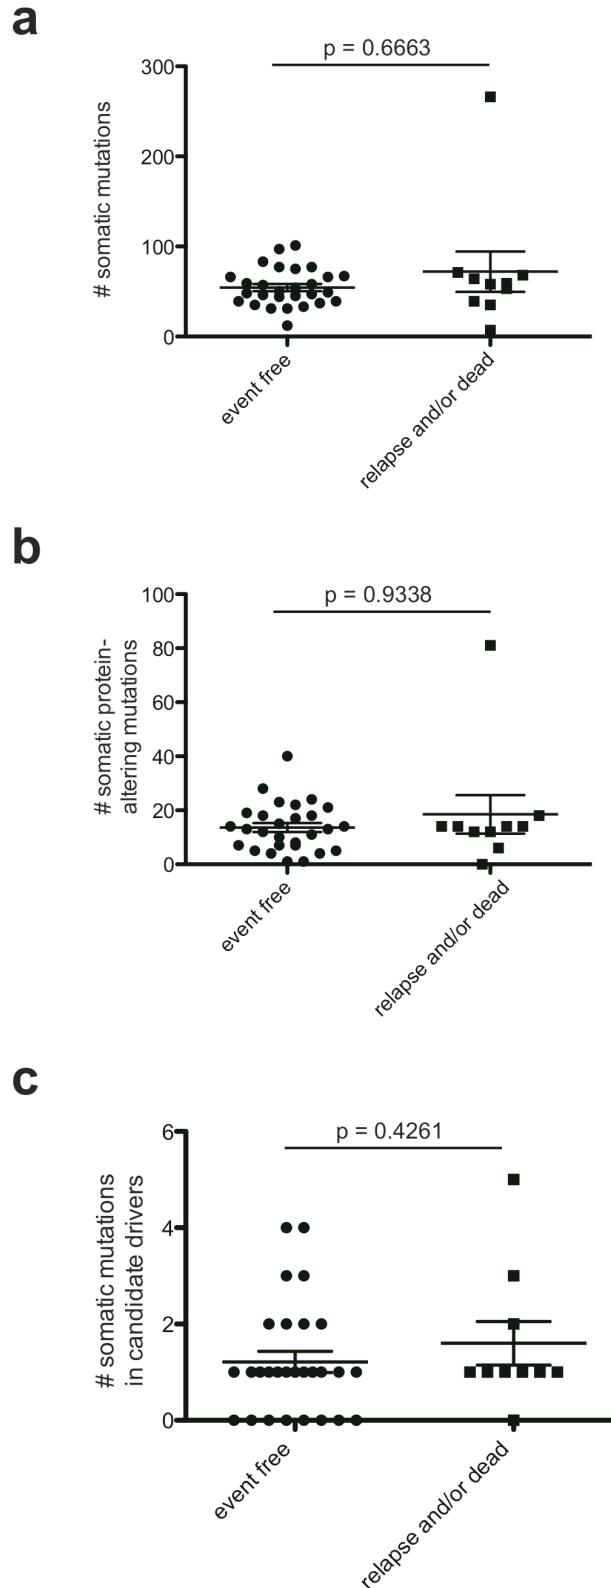 a
p = 0.6663
300
200
100
0
# somatic mutations
event free
relapse and/or dead
b
p = 0.9338
100
80
60
40
20
0
# somatic protein-
altering mutations
event free
relapse and/or dead
c
p = 0.4261
6
4
2
0
# somatic mutations
in candidate drivers
event free
relapse and/or dead